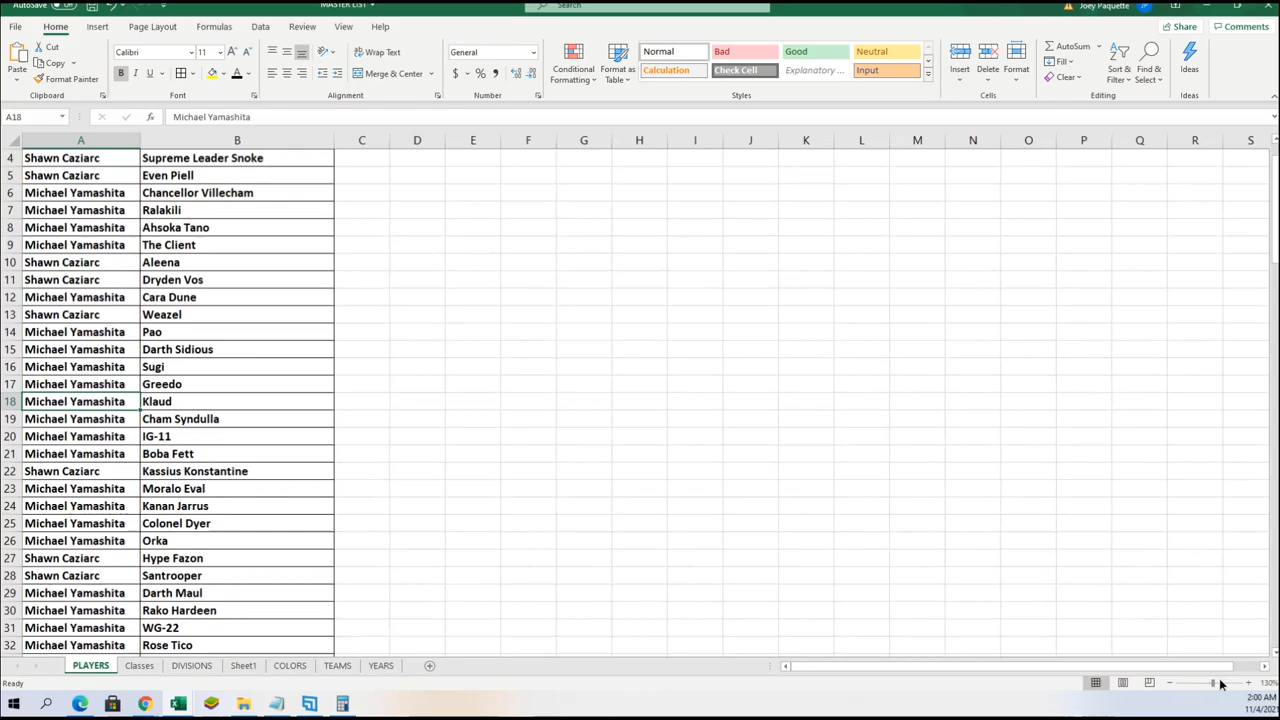 AutoSave Off MASTER LIST Search Joey Paquette JP
File Home Insert Page Layout Formulas Data Review View Help Share Comments
Paste Cut Copy Format Painter Clipboard
Calibri 11 B I U Font
Wrap Text Merge & Center Alignment
General $ % Number
Conditional Formatting Format as Table
Normal Bad Good Neutral
Calculation Check Cell Explanatory ... Input Styles
Insert Delete Format Cells
AutoSum Fill Clear Sort & Filter Find & Select Editing
Ideas Ideas
A18 fx Michael Yamashita
A B C D E F G H I J K L M N O P Q R S
4 Shawn Caziarc Supreme Leader Snoke
5 Shawn Caziarc Even Piell
6 Michael Yamashita Chancellor Villecham
7 Michael Yamashita Ralakili
8 Michael Yamashita Ahsoka Tano
9 Michael Yamashita The Client
10 Shawn Caziarc Aleena
11 Shawn Caziarc Dryden Vos
12 Michael Yamashita Cara Dune
13 Shawn Caziarc Weazel
14 Michael Yamashita Pao
15 Michael Yamashita Darth Sidious
16 Michael Yamashita Sugi
17 Michael Yamashita Greedo
18 Michael Yamashita Klaud
19 Michael Yamashita Cham Syndulla
20 Michael Yamashita IG-11
21 Michael Yamashita Boba Fett
22 Shawn Caziarc Kassius Konstantine
23 Michael Yamashita Moralo Eval
24 Michael Yamashita Kanan Jarrus
25 Michael Yamashita Colonel Dyer
26 Michael Yamashita Orka
27 Shawn Caziarc Hype Fazon
28 Shawn Caziarc Santrooper
29 Michael Yamashita Darth Maul
30 Michael Yamashita Rako Hardeen
31 Michael Yamashita WG-22
32 Michael Yamashita Rose Tico
PLAYERS Classes DIVISIONS Sheet1 COLORS TEAMS YEARS
Ready 130%
2:00 AM
11/4/2021